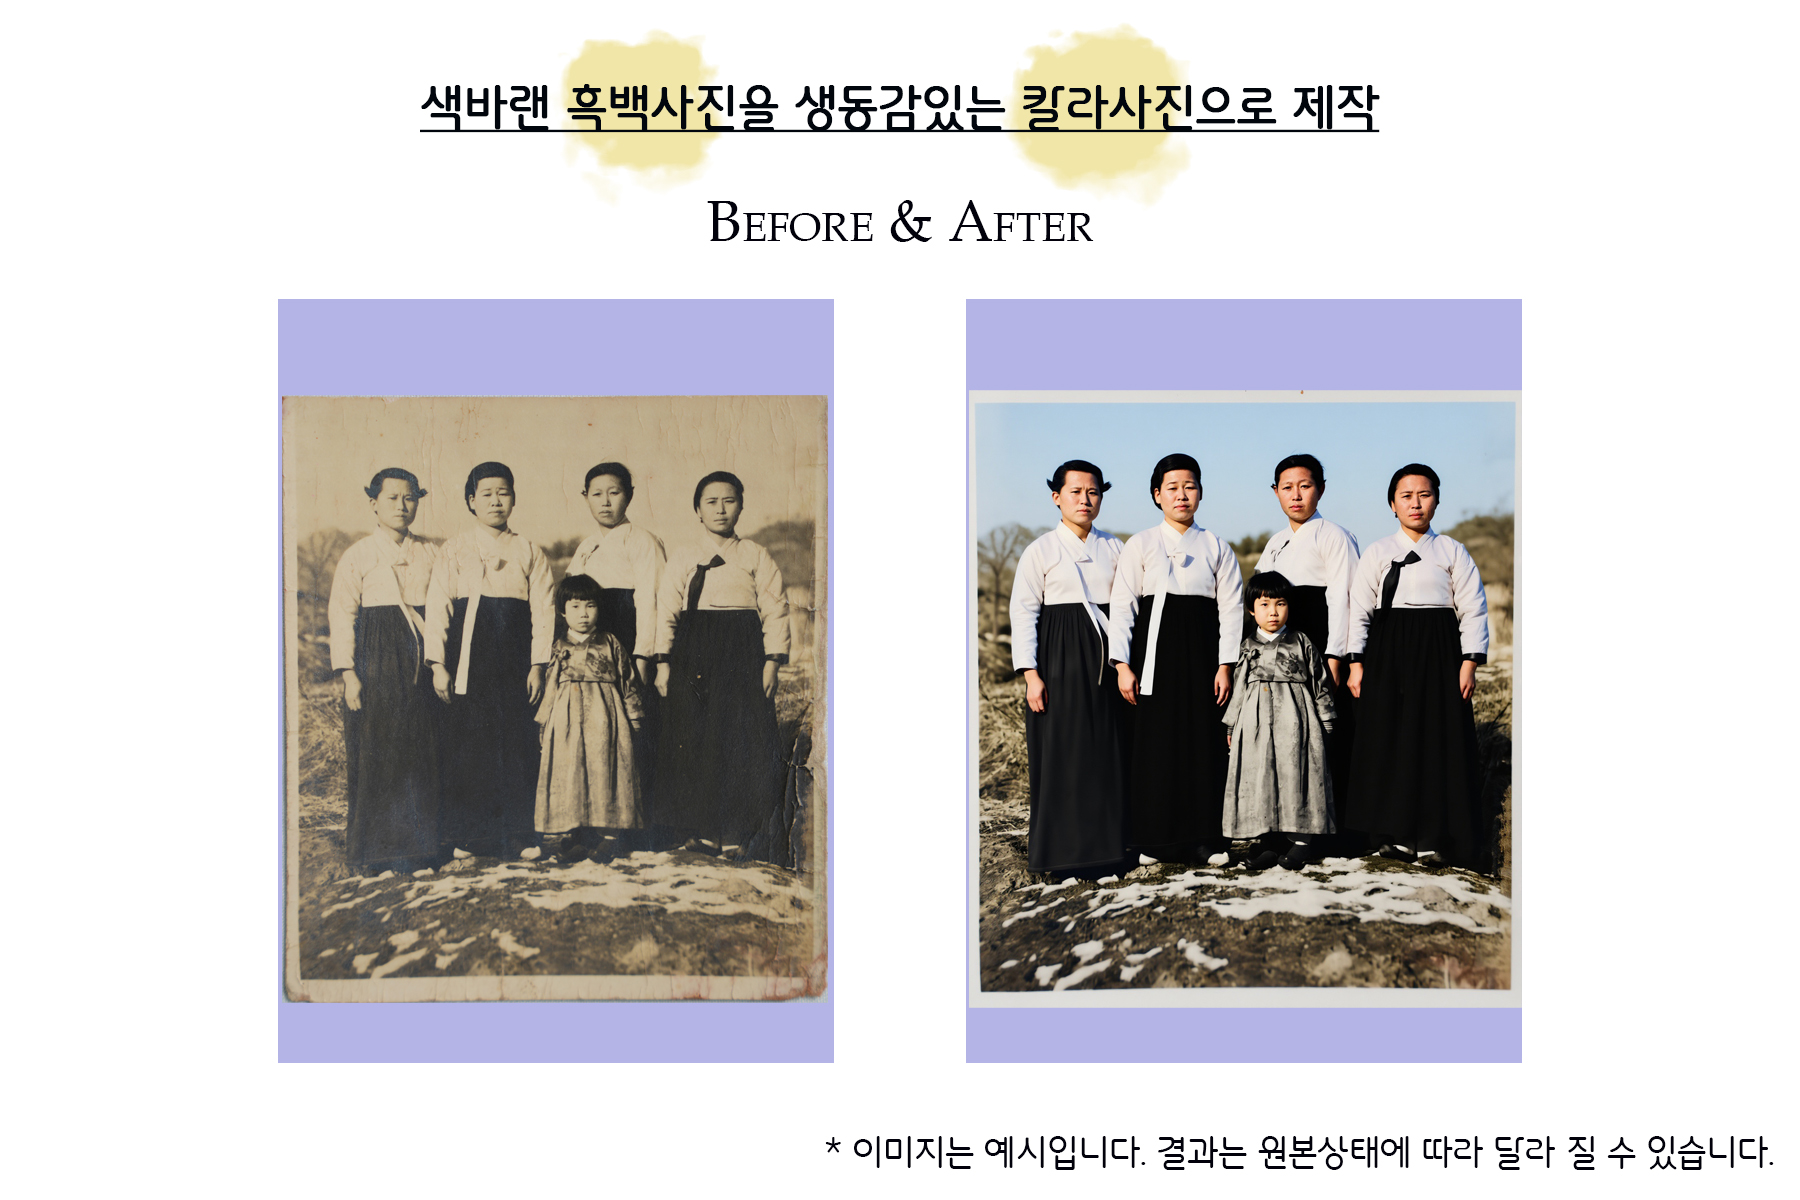 색바랜 흑백사진을 생동감있는 칼라사진으로 제작
BEFORE & AFTER
* 이미지는 예시입니다. 결과는 원본상태에 따라 달라 질 수 있습니다.